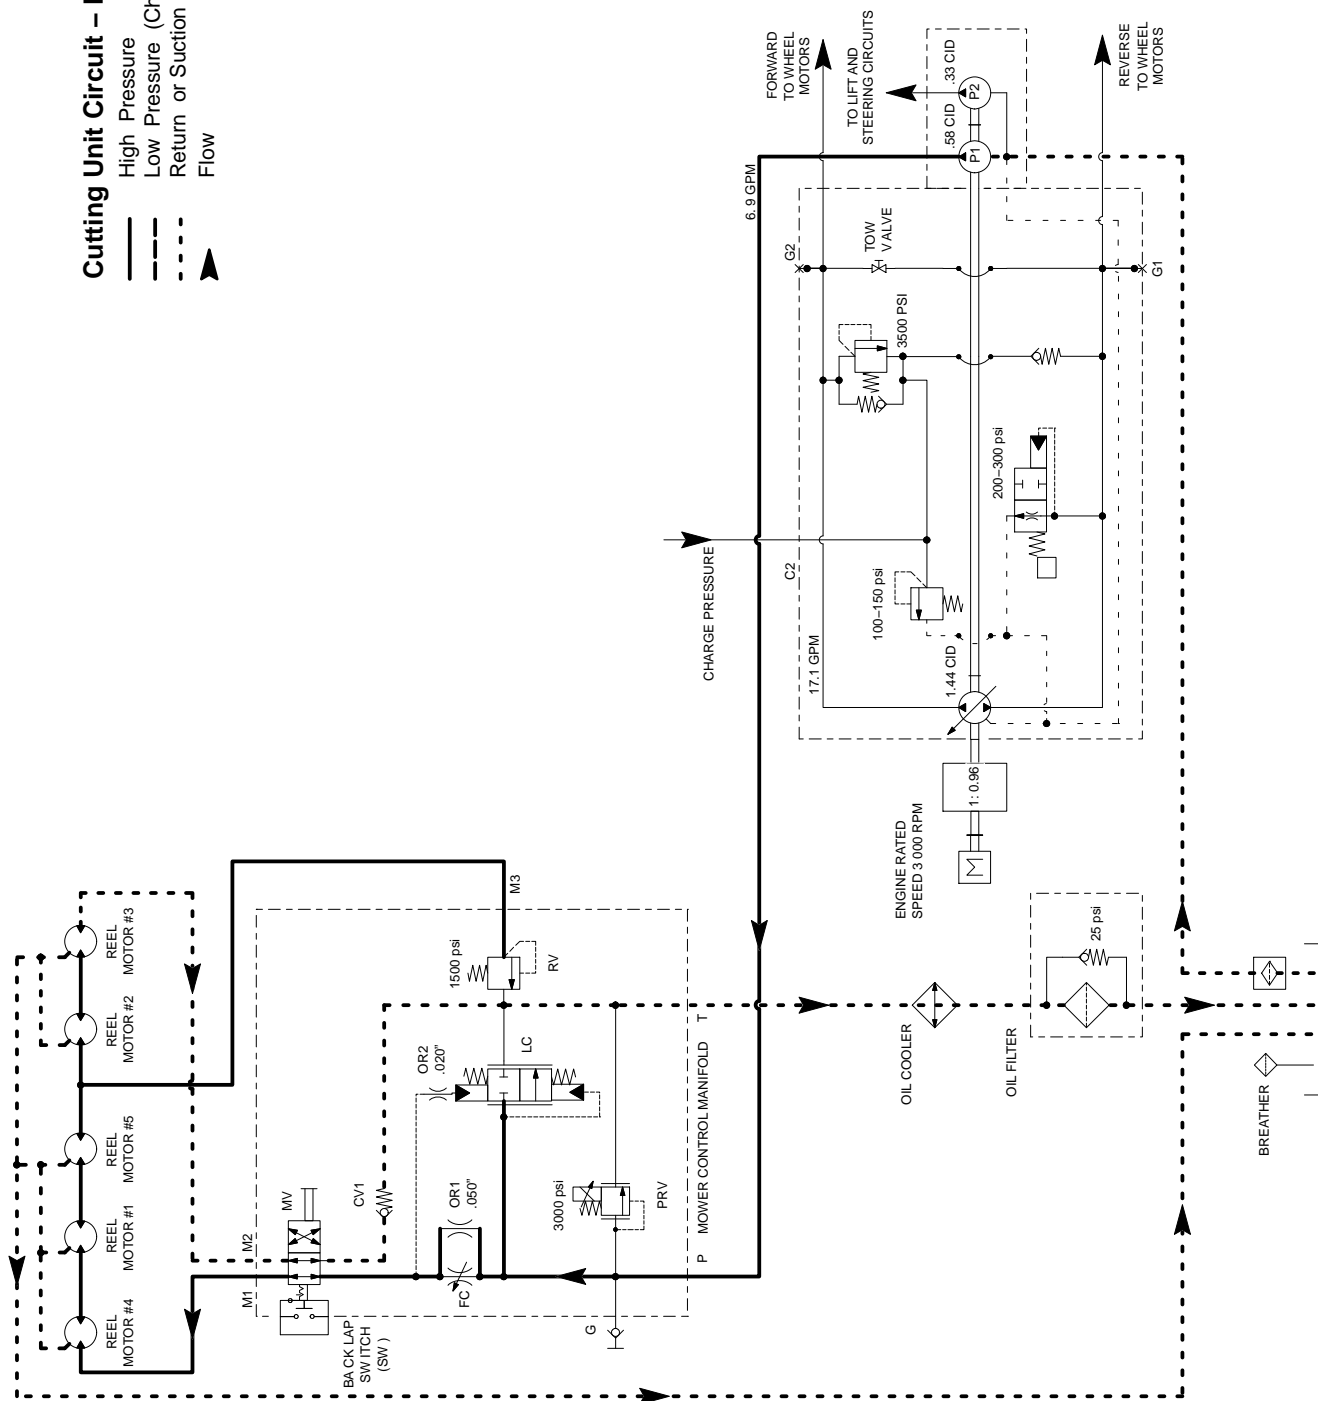 Cutting Unit Circuit –
High Pressure
Low Pressure (Ch
Return or Suction
Flow
FORWARD
TO WHEEL
MOTORS
TO LIFT AND
STEERING CIRCUITS
.58 CID
.33 CID
P1
P2
REVERSE
TO WHEEL
MOTORS
6. 9 GPM
G2
TOW
V ALVE
G1
3500 PSI
200–300 psi
CHARGE PRESSURE
C2
100–150 psi
17.1 GPM
1.44 CID
1: 0.96
M
ENGINE RATED
SPEED 3 000 RPM
REEL
MOTOR #3
REEL
MOTOR #2
REEL
MOTOR #5
REEL
MOTOR #1
REEL
MOTOR #4
M3
1500 psi
RV
OR2
.020"
LC
MV
CV1
M2
M1
OR1
.050"
FC
3000 psi
PRV
BA CK LAP
SW ITCH
(SW )
G
P
MOWER CONTROL MANIFOLD
T
OIL COOLER
OIL FILTER
25 psi
BREATHER